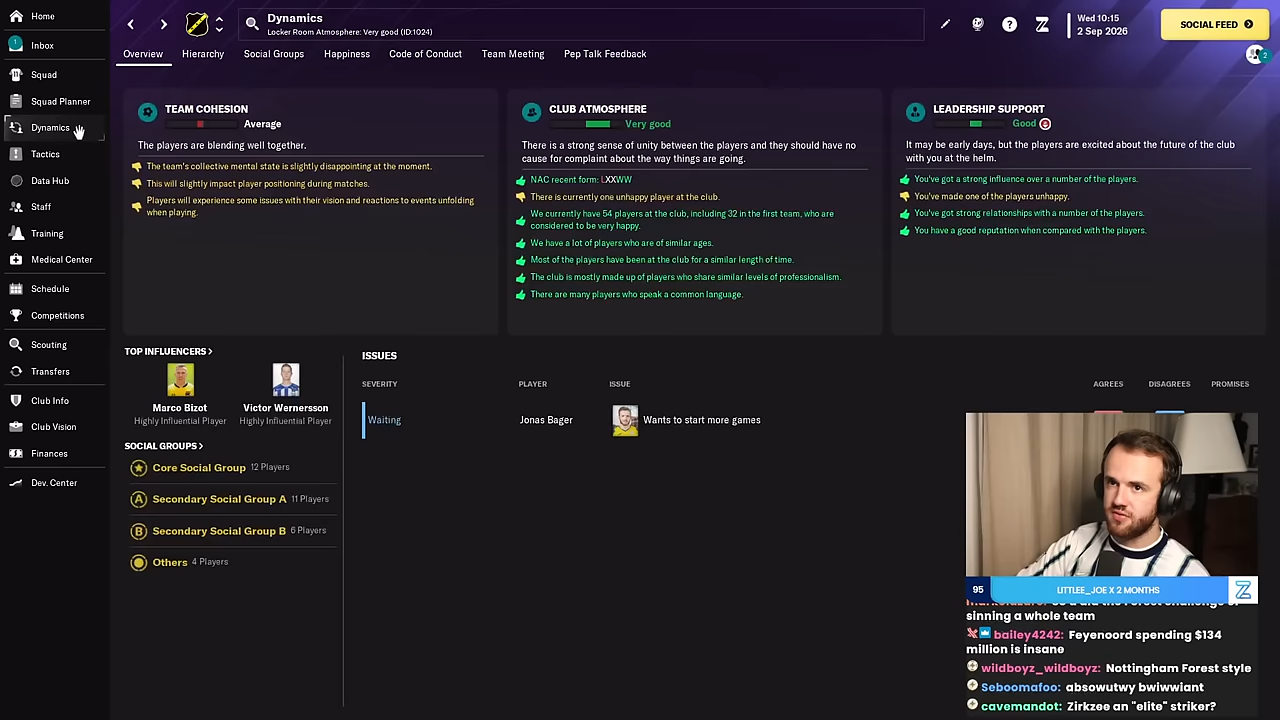 Home
Inbox
1
Squad
Squad Planner
Dynamics
Tactics
Data Hub
Staff
Training
Medical Center
Schedule
Competitions
Scouting
Transfers
Club Info
Club Vision
Finances
Dev. Center
Dynamics
Locker Room Atmosphere: Very good (ID:1024)
Wed 10:15
2 Sep 2026
SOCIAL FEED
2
Overview
Hierarchy
Social Groups
Happiness
Code of Conduct
Team Meeting
Pep Talk Feedback
TEAM COHESION
Average
The players are blending well together.
The team's collective mental state is slightly disappointing at the moment.
This will slightly impact player positioning during matches.
Players will experience some issues with their vision and reactions to events unfolding
when playing.
CLUB ATMOSPHERE
Very good
There is a strong sense of unity between the players and they should have no
cause for complaint about the way things are going.
NAC recent form: LXXWW
There is currently one unhappy player at the club.
We currently have 54 players at the club, including 32 in the first team, who are
considered to be very happy.
We have a lot of players who are of similar ages.
Most of the players have been at the club for a similar length of time.
The club is mostly made up of players who share similar levels of professionalism.
There are many players who speak a common language.
LEADERSHIP SUPPORT
Good
It may be early days, but the players are excited about the future of the club
with you at the helm.
You've got a strong influence over a number of the players.
You've made one of the players unhappy.
You've got strong relationships with a number of the players.
You have a good reputation when compared with the players.
TOP INFLUENCERS >
Marco Bizot
Highly Influential Player
Victor Wernersson
Highly Influential Player
SOCIAL GROUPS >
Core Social Group 12 Players
A Secondary Social Group A 11 Players
B Secondary Social Group B 6 Players
Others 4 Players
ISSUES
SEVERITY PLAYER ISSUE AGREES DISAGREES PROMISES
Waiting Jonas Bager Wants to start more games
95 LITTLEE_JOE X 2 MONTHS
sinning a whole team
bailey4242: Feyenoord spending $134
million is insane
wildboyz_wildboyz: Nottingham Forest style
Seboomafoo: absowutwy bwiwwiant
cavemandot: Zirkzee an "elite" striker?